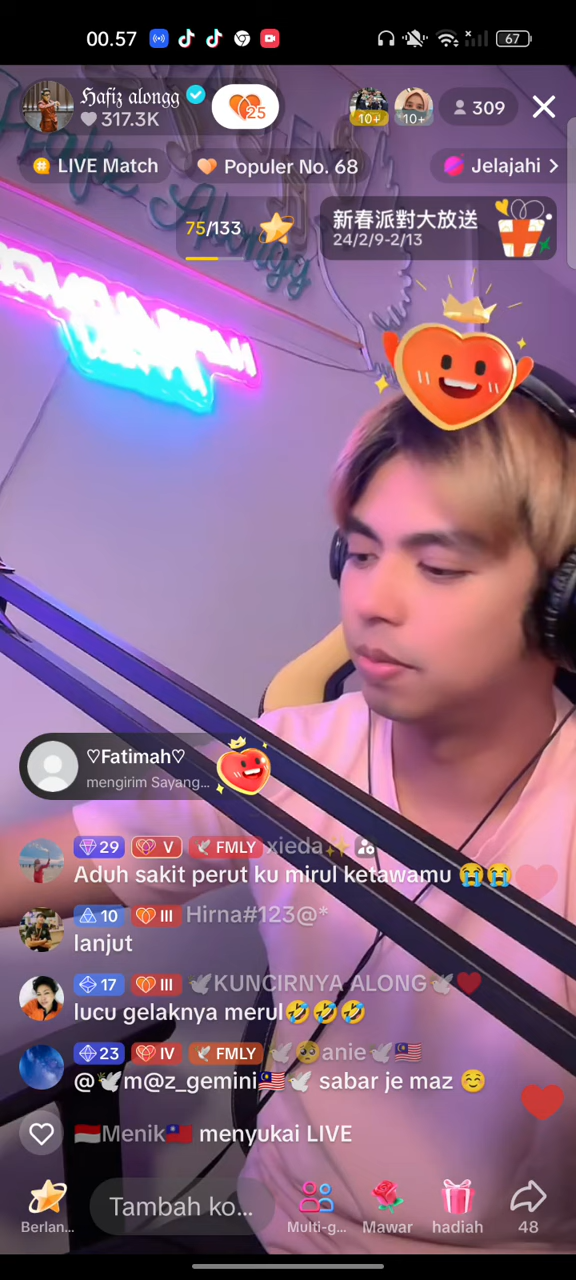 00.57
67
Hafiz alongg
317.3K
25
10+
10+
309
LIVE Match
Populer No. 68
Jelajahi
75/133
新春派對大放送
24/2/9-2/13
♡Fatimah♡
mengirim Sayang...
29 V FMLY xieda✨
Aduh sakit perut ku mirul ketawamu 😭😭
10 III Hirna#123@*
lanjut
17 III 🕊️KUNCIRNYA ALONG🕊️❤️
lucu gelaknya merul🤣🤣🤣
23 IV FMLY 🕊️🥺anie🕊️🇲🇾
@🕊️m@z_gemini🇲🇾🕊️ sabar je maz ☺️
🇮🇩Menik🇹🇼 menyukai LIVE
Berlan...
Tambah ko...
Multi-g...
Mawar
hadiah
48